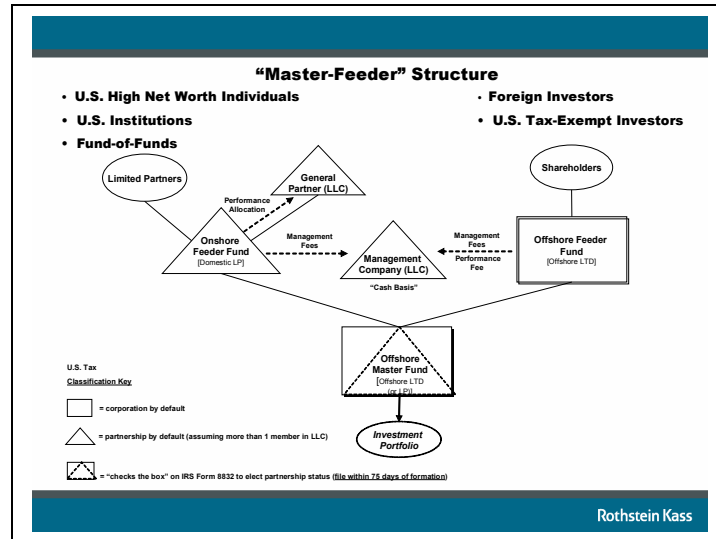 “Master-Feeder” Structure
• U.S. High Net Worth Individuals
• U.S. Institutions
• Fund-of-Funds
• Foreign Investors
• U.S. Tax-Exempt Investors
Limited Partners
General
Partner (LLC)
Shareholders
Performance
Allocation
Onshore
Feeder Fund
[Domestic LP]
Management
Fees
Management
Company (LLC)
“Cash Basis”
Management
Fees
Performance
Fee
Offshore Feeder
Fund
[Offshore LTD]
Offshore
Master Fund
[Offshore LTD
(or LP)]
Investment
Portfolio
U.S. Tax
Classification Key
= corporation by default
= partnership by default (assuming more than 1 member in LLC)
= “checks the box” on IRS Form 8832 to elect partnership status (file within 75 days of formation)
Rothstein Kass